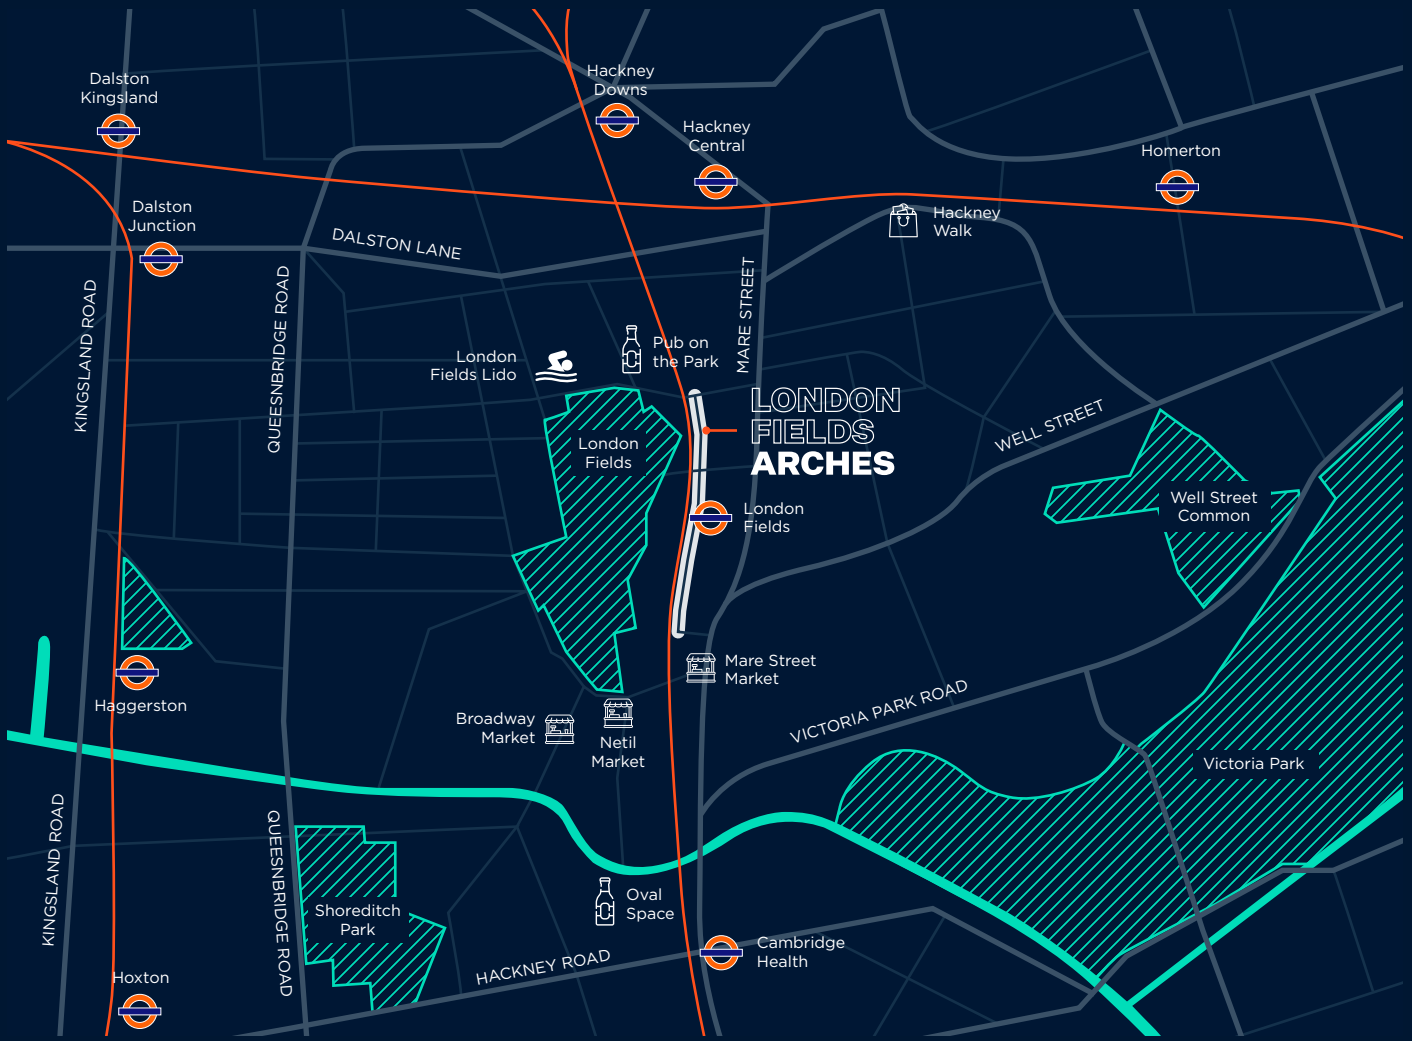 Dalston
Kingsland
Hackney
Downs
Hackney
Central
Homerton
Dalston
Junction
Hackney
Walk
DALSTON LANE
KINGSLAND ROAD
QUEESNBRIDGE ROAD
MARE STREET
London
Fields Lido
Pub on
the Park
LONDON
FIELDS
ARCHES
WELL STREET
London
Fields
London
Fields
Well Street
Common
Mare Street
Market
Haggerston
Broadway
Market
Netil
Market
VICTORIA PARK ROAD
Victoria Park
KINGSLAND ROAD
QUEESNBRIDGE ROAD
Shoreditch
Park
Oval
Space
HACKNEY ROAD
Cambridge
Health
Hoxton